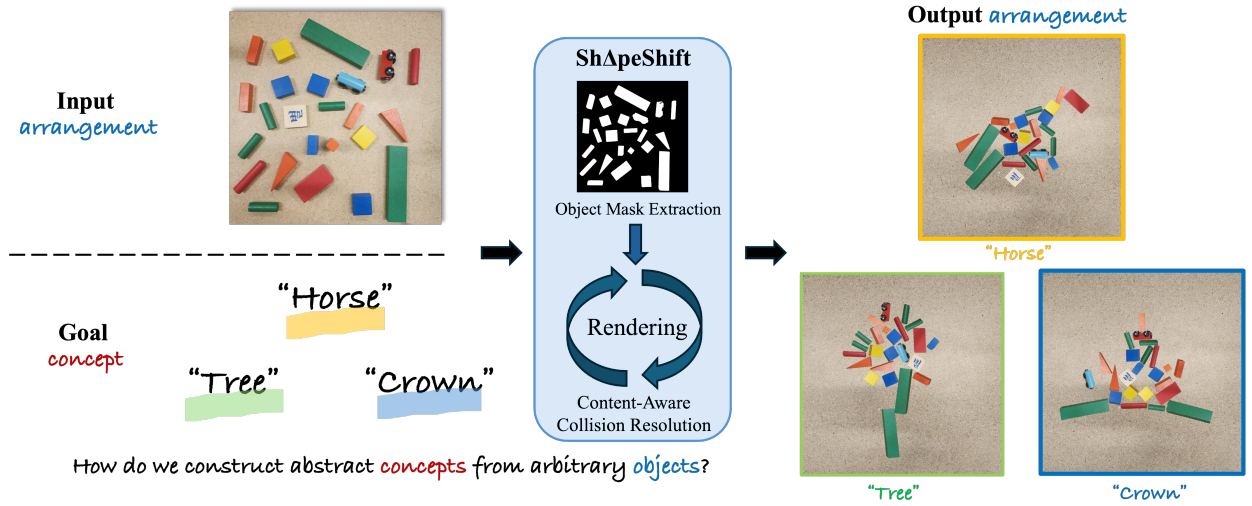 Input
arrangement
Goal
concept
“Horse”
“Tree”
“Crown”
How do we construct abstract concepts from arbitrary objects?
ShΔpeShift
Object Mask Extraction
Rendering
Content-Aware
Collision Resolution
Output arrangement
“Horse”
“Tree”
“Crown”